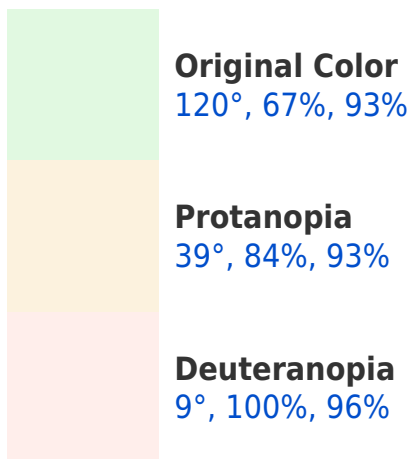 Original Color
120°, 67%, 93%
Protanopia
39°, 84%, 93%
Deuteranopia
9°, 100%, 96%